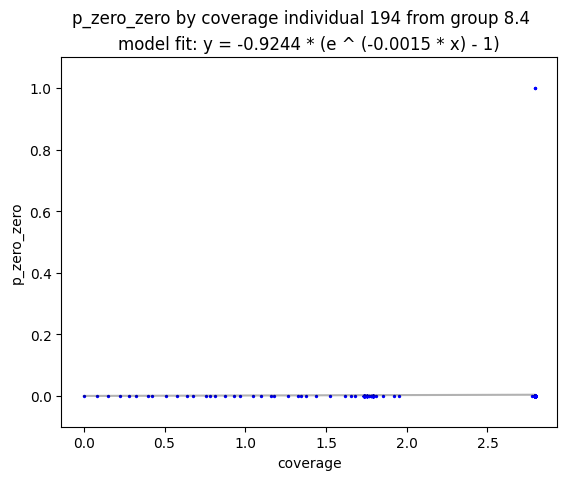 p_zero_zero by coverage individual 194 from group 8.4
model fit: y = -0.9244 * (e ^ (-0.0015 * x) - 1)
1.0
0.8
0.6
0.4
0.2
0.0
p_zero_zero
0.0 0.5 1.0 1.5 2.0 2.5
coverage